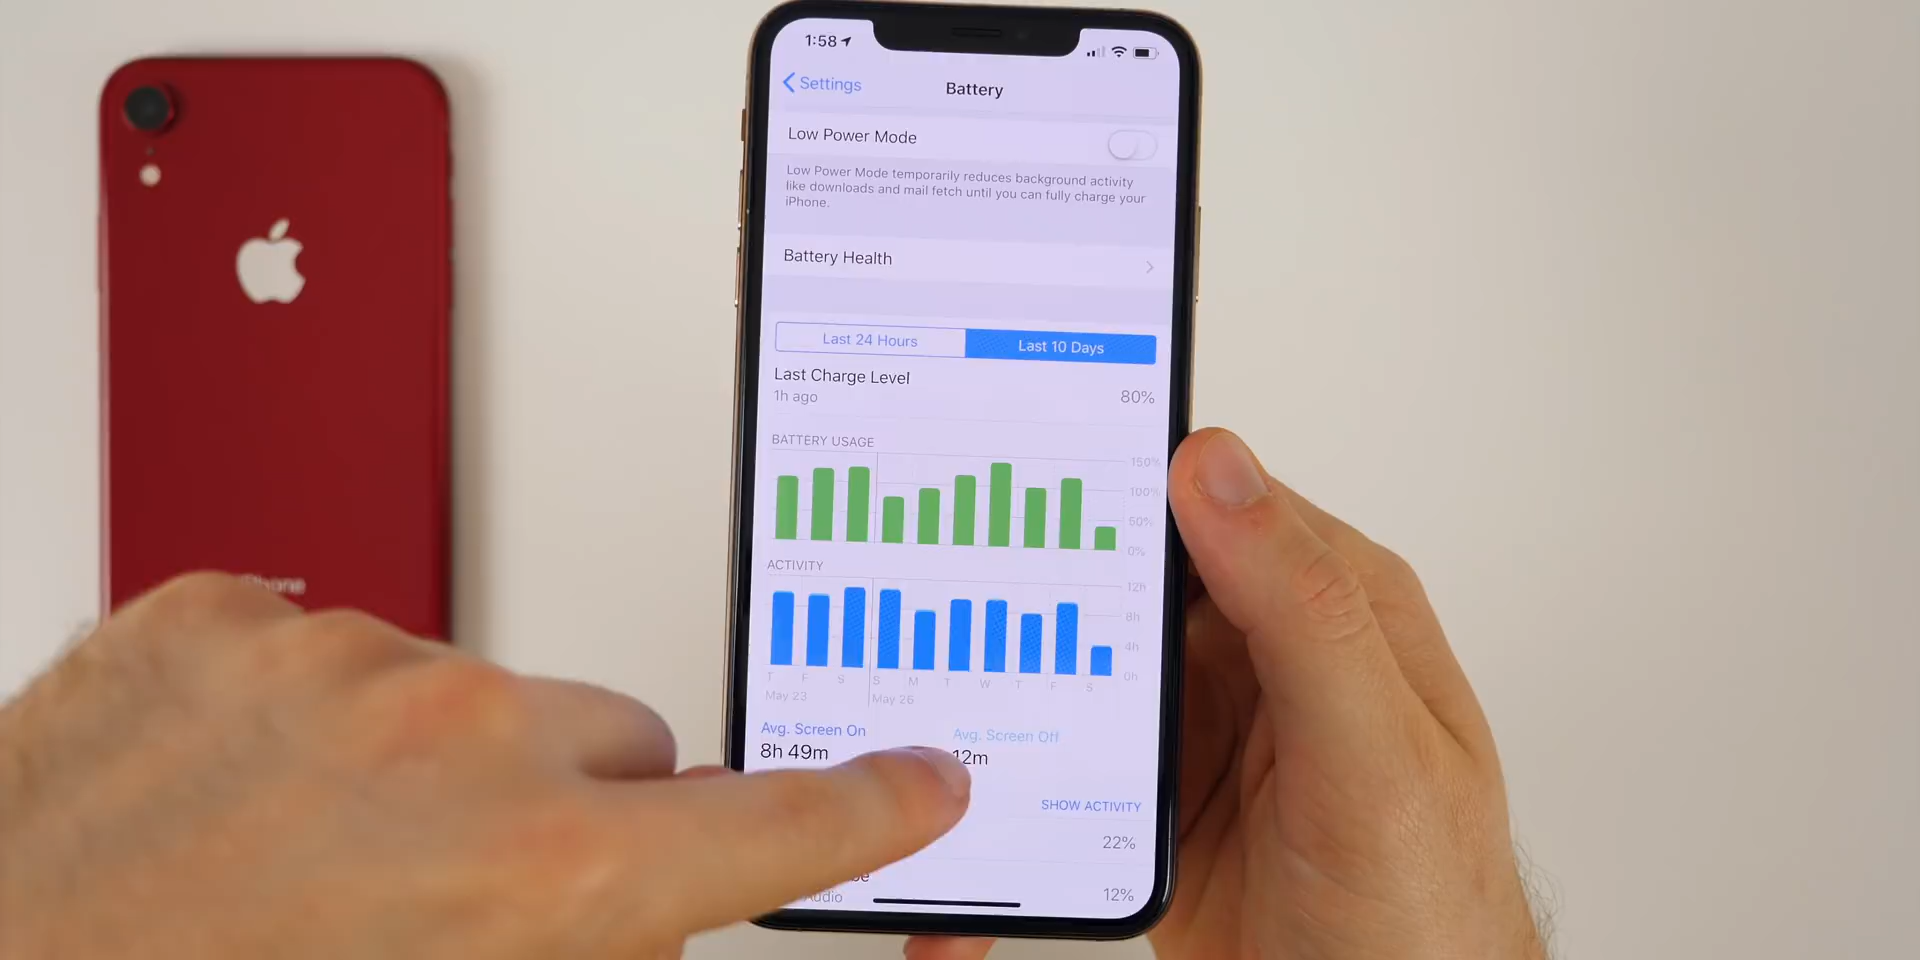 1:58
Settings
Battery
Low Power Mode
Low Power Mode temporarily reduces background activity
like downloads and mail fetch until you can fully charge your
iPhone.
Battery Health
Last 24 Hours
Last 10 Days
Last Charge Level
1h ago
80%
BATTERY USAGE
150%
100%
50%
0%
ACTIVITY
12h
8h
4h
0h
T F S S M T W T F S
May 23
May 26
Avg. Screen On
Avg. Screen Off
8h 49m
12m
SHOW ACTIVITY
22%
Audio
12%
iPhone